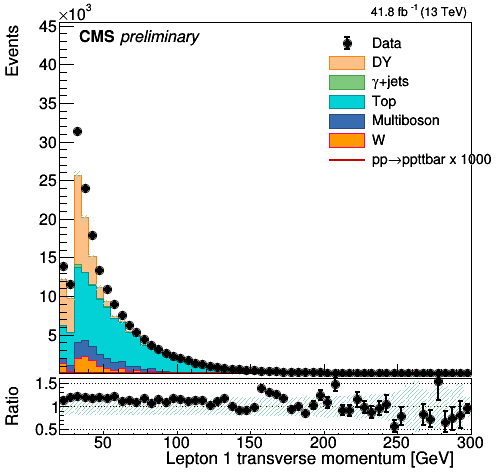 ×10³
41.8 fb⁻¹ (13 TeV)
CMS preliminary
Events
45
40
35
30
25
20
15
10
5
Data
DY
γ+jets
Top
Multiboson
W
pp→ppttbar x 1000
Ratio
1.5
1
0.5
50 100 150 200 250 300
Lepton 1 transverse momentum [GeV]